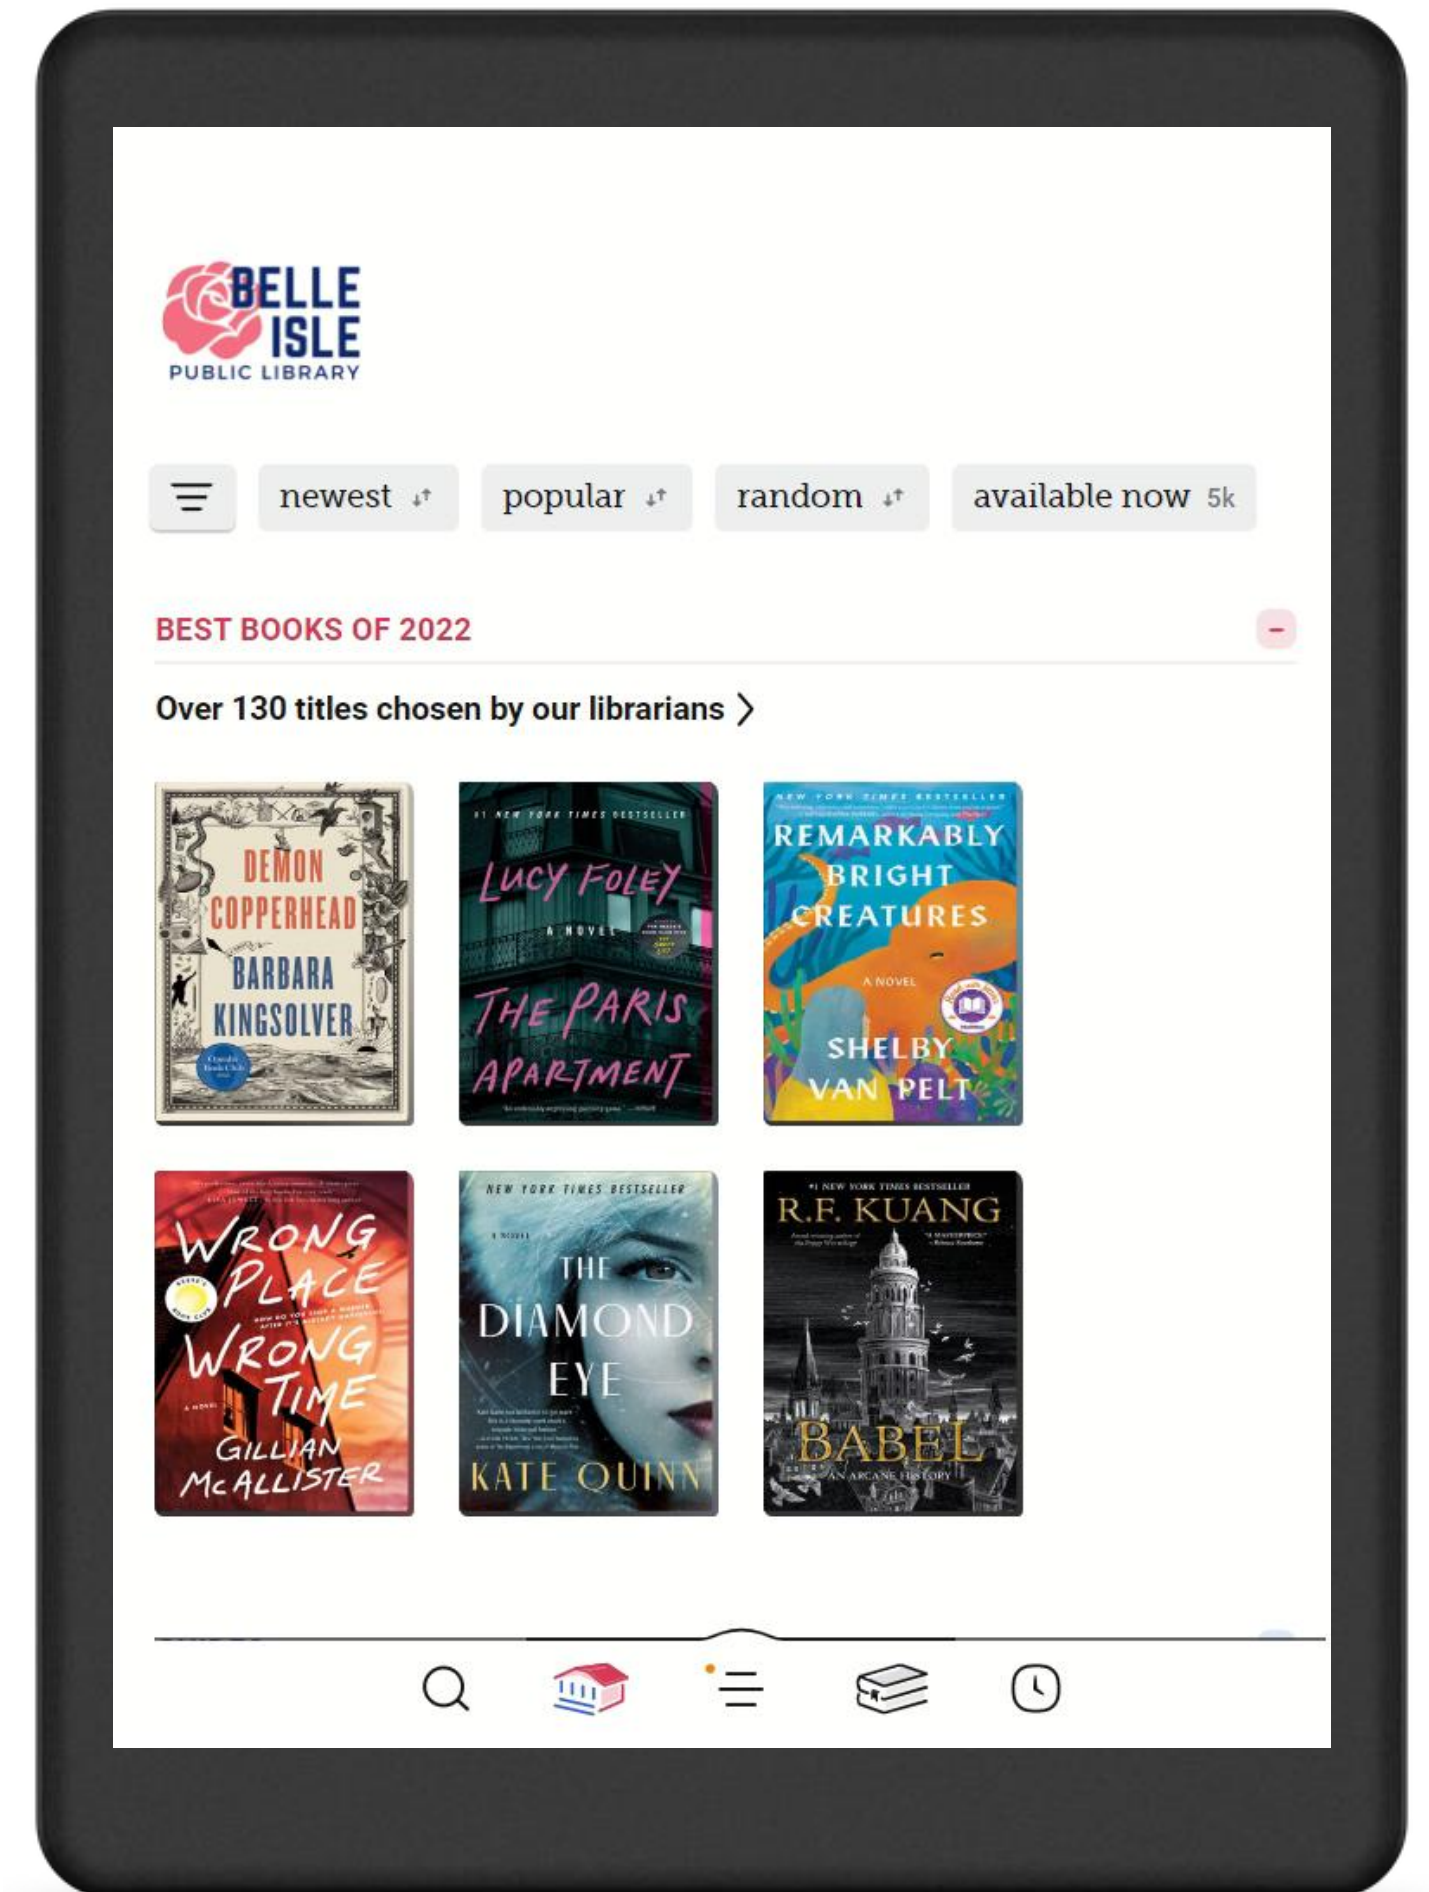 BELLE
ISLE
PUBLIC LIBRARY
newest
popular
random
available now 5k
BEST BOOKS OF 2022
Over 130 titles chosen by our librarians
DEMON
COPPERHEAD
BARBARA
KINGSOLVER
#1 NEW YORK TIMES BESTSELLER
LUCY FOLEY
A NOVEL
THE PARIS
APARTMENT
NEW YORK TIMES BESTSELLER
REMARKABLY
BRIGHT
CREATURES
A NOVEL
SHELBY
VAN PELT
WRONG
PLACE
WRONG
TIME
A NOVEL
GILLIAN
McALLISTER
NEW YORK TIMES BESTSELLER
A NOVEL
THE
DIAMOND
EYE
KATE QUINN
#1 NEW YORK TIMES BESTSELLER
R.F. KUANG
BABEL
AN ARCANE HISTORY